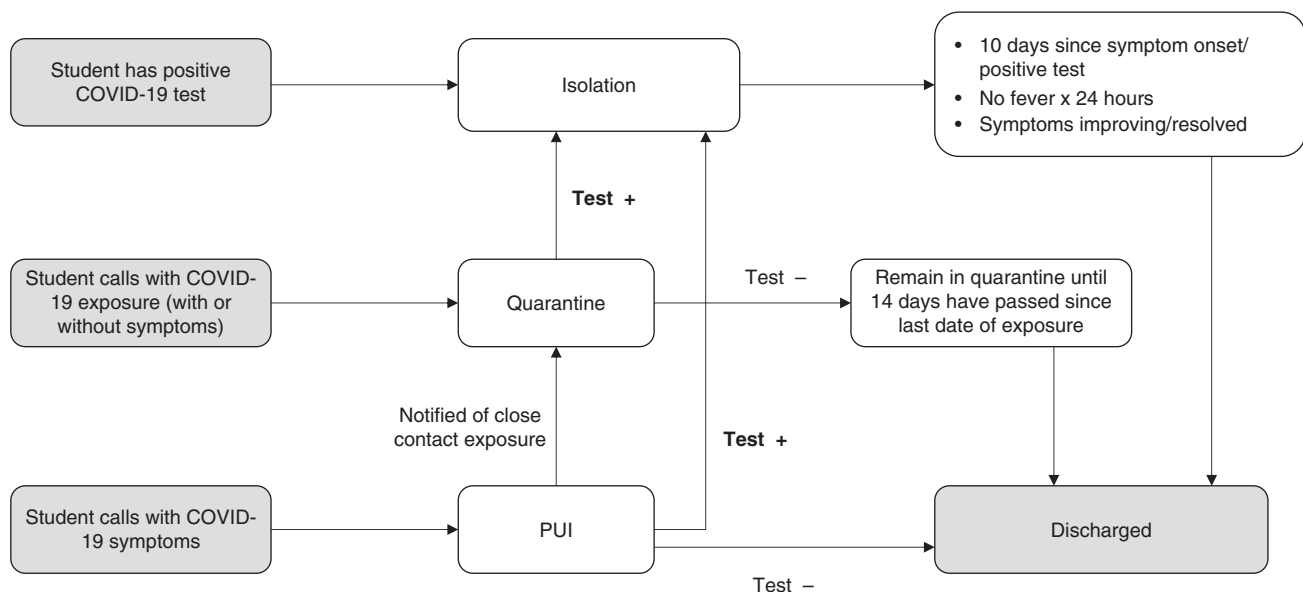 Student has positive
COVID-19 test
Isolation
• 10 days since symptom onset/
positive test
• No fever x 24 hours
• Symptoms improving/resolved
Test +
Student calls with COVID-
19 exposure (with or
without symptoms)
Quarantine
Test –
Remain in quarantine until
14 days have passed since
last date of exposure
Notified of close
contact exposure
Test +
Student calls with COVID-
19 symptoms
PUI
Test –
Discharged